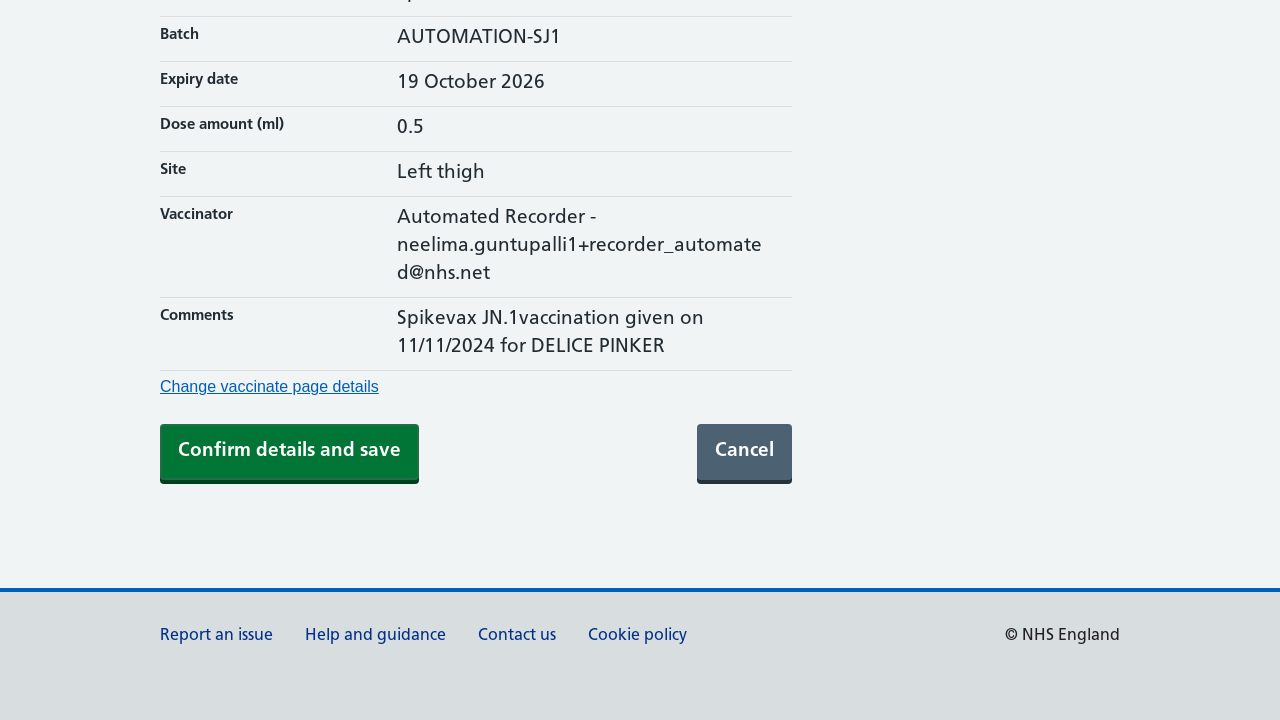 Batch
AUTOMATION-SJ1
Expiry date
19 October 2026
Dose amount (ml)
0.5
Site
Left thigh
Vaccinator
Automated Recorder -
neelima.guntupalli1+recorder_automate
d@nhs.net
Comments
Spikevax JN.1vaccination given on
11/11/2024 for DELICE PINKER
Change vaccinate page details
Confirm details and save
Cancel
Report an issue
Help and guidance
Contact us
Cookie policy
© NHS England